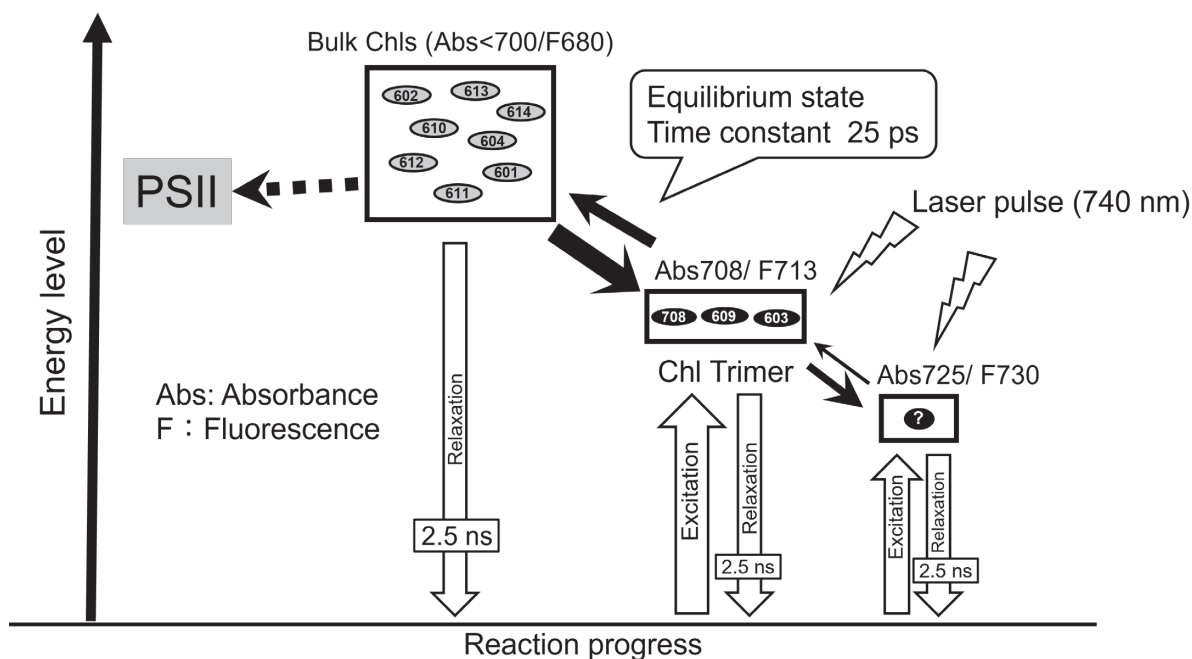 Bulk Chls (Abs<700/F680)
602
613
614
610
604
612
601
611
Equilibrium state
Time constant 25 ps
PSII
Laser pulse (740 nm)
Abs708/ F713
708 609 603
Chl Trimer
Abs725/ F730
?
Energy level
Abs: Absorbance
F：Fluorescence
Relaxation
2.5 ns
Excitation
Relaxation
2.5 ns
Excitation
Relaxation
2.5 ns
Reaction progress